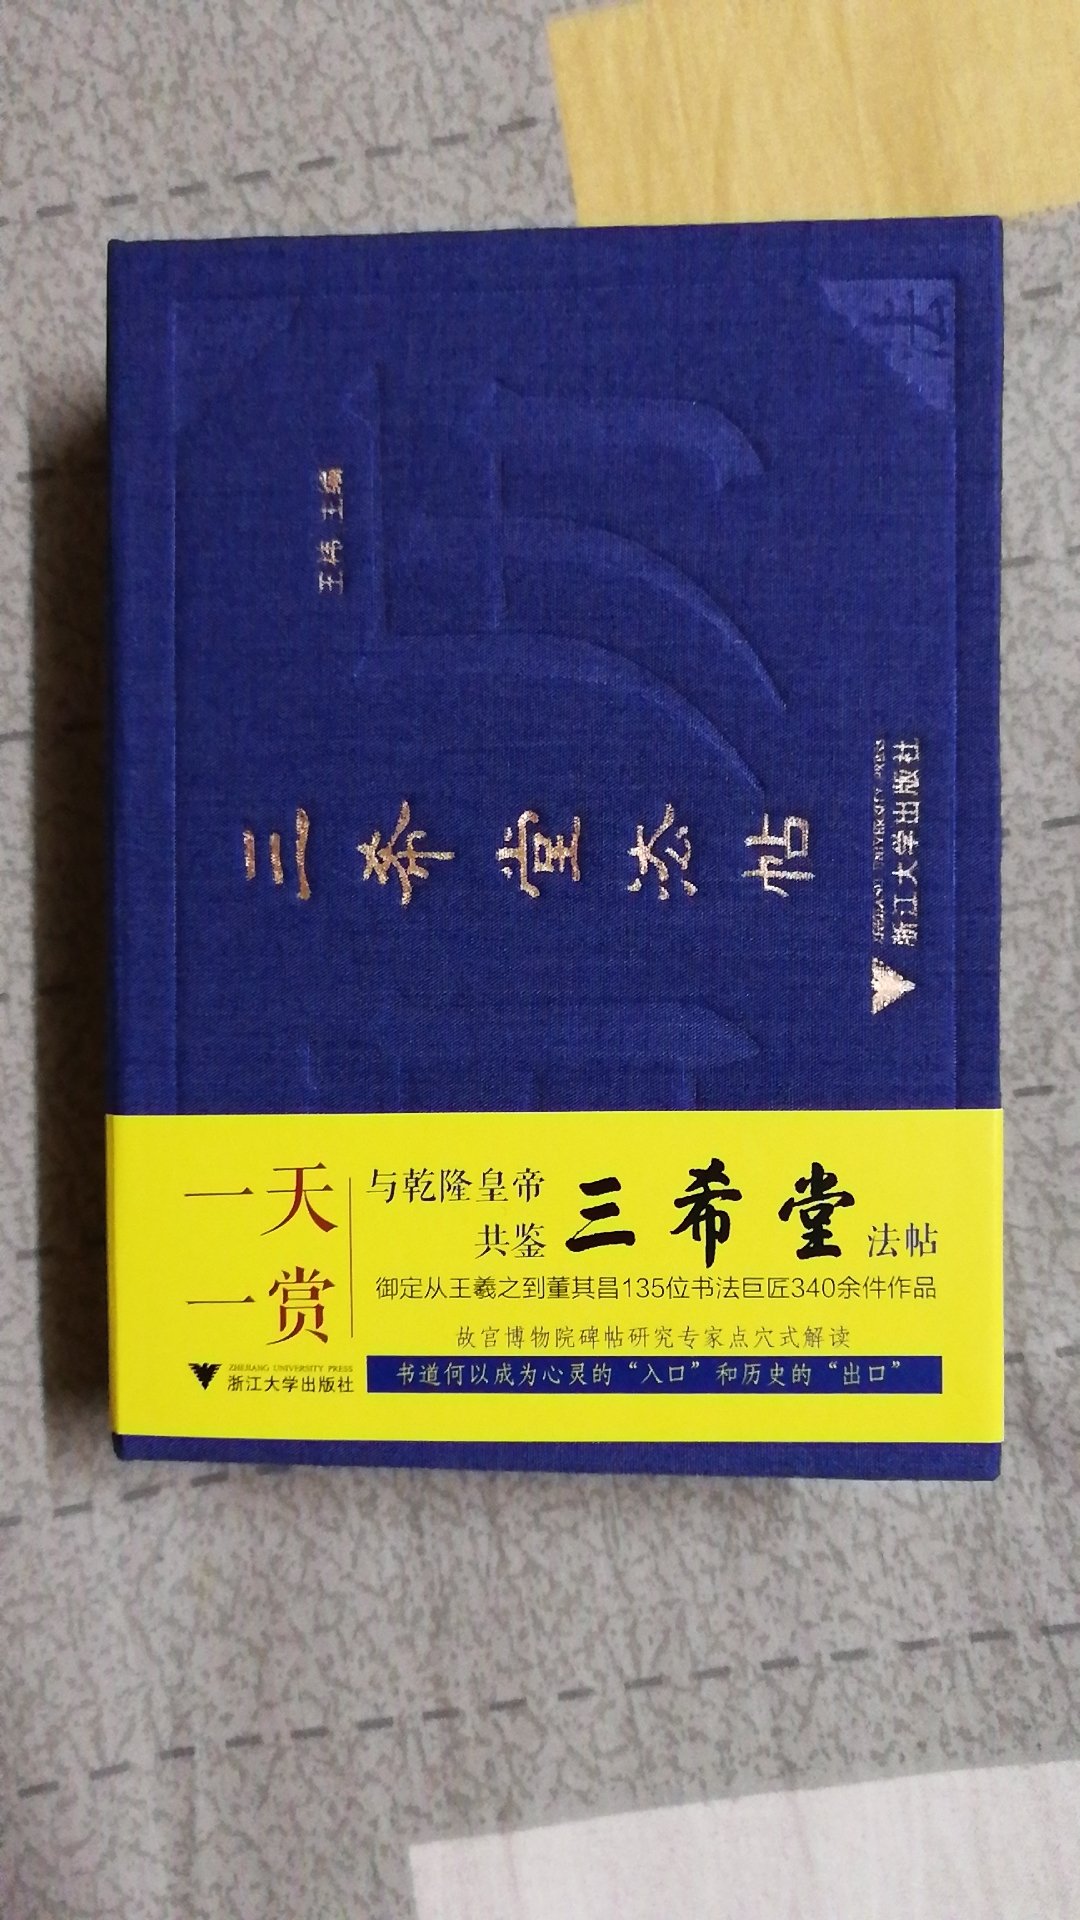 王炜 主编
三希堂法帖
ZHEJIANG UNIVERSITY PRESS
浙江大学出版社
一天
一赏
与乾隆皇帝
共鉴
三希堂
法帖
御定从王羲之到董其昌135位书法巨匠340余件作品
故宫博物院碑帖研究专家点穴式解读
书道何以成为心灵的“入口”和历史的“出口”
ZHEJIANG UNIVERSITY PRESS
浙江大学出版社